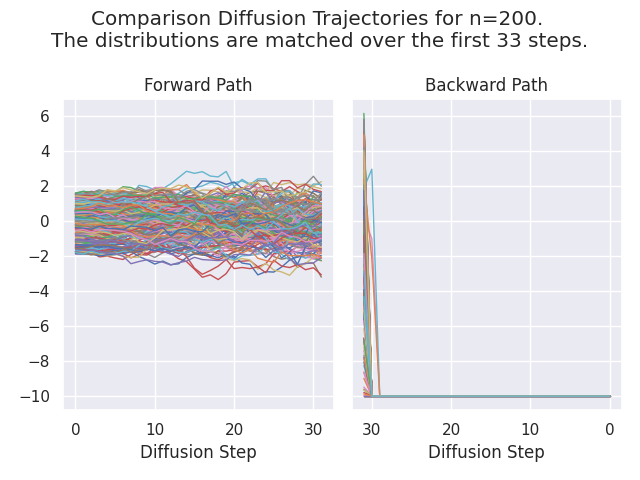 Comparison Diffusion Trajectories for n=200.
The distributions are matched over the first 33 steps.
Forward Path
Backward Path
6
4
2
0
−2
−4
−6
−8
−10
0 10 20 30
30 20 10 0
Diffusion Step
Diffusion Step